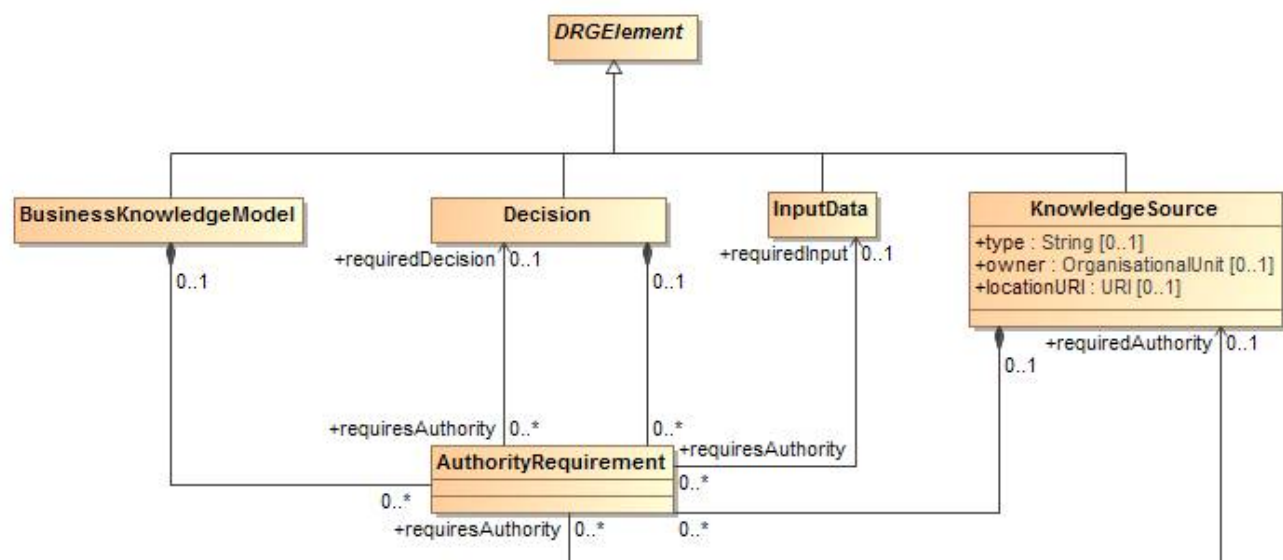 DRGElement
BusinessKnowledgeModel
Decision
InputData
KnowledgeSource
+type : String [0..1]
+owner : OrganisationalUnit [0..1]
+locationURI : URI [0..1]
0..1
+requiredDecision 0..1
0..1
+requiredInput 0..1
+requiredAuthority 0..1
0..1
+requiresAuthority 0..*
0..*
+requiresAuthority
0..*
AuthorityRequirement
0..*
+requiresAuthority 0..*
0..*